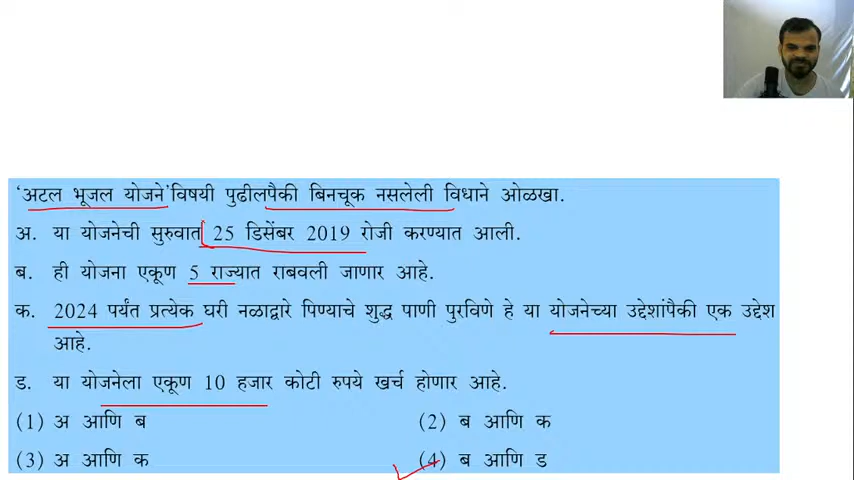 ‘अटल भूजल योजने’विषयी पुढीलपैकी बिनचूक नसलेली विधाने ओळखा.
अ. या योजनेची सुरुवात 25 डिसेंबर 2019 रोजी करण्यात आली.
ब. ही योजना एकूण 5 राज्यात राबवली जाणार आहे.
क. 2024 पर्यंत प्रत्येक घरी नळाद्वारे पिण्याचे शुद्ध पाणी पुरविणे हे या योजनेच्या उद्देशांपैकी एक उद्देश
आहे.
ड. या योजनेला एकूण 10 हजार कोटी रुपये खर्च होणार आहे.
(1) अ आणि ब (2) ब आणि क
(3) अ आणि क (4) ब आणि ड